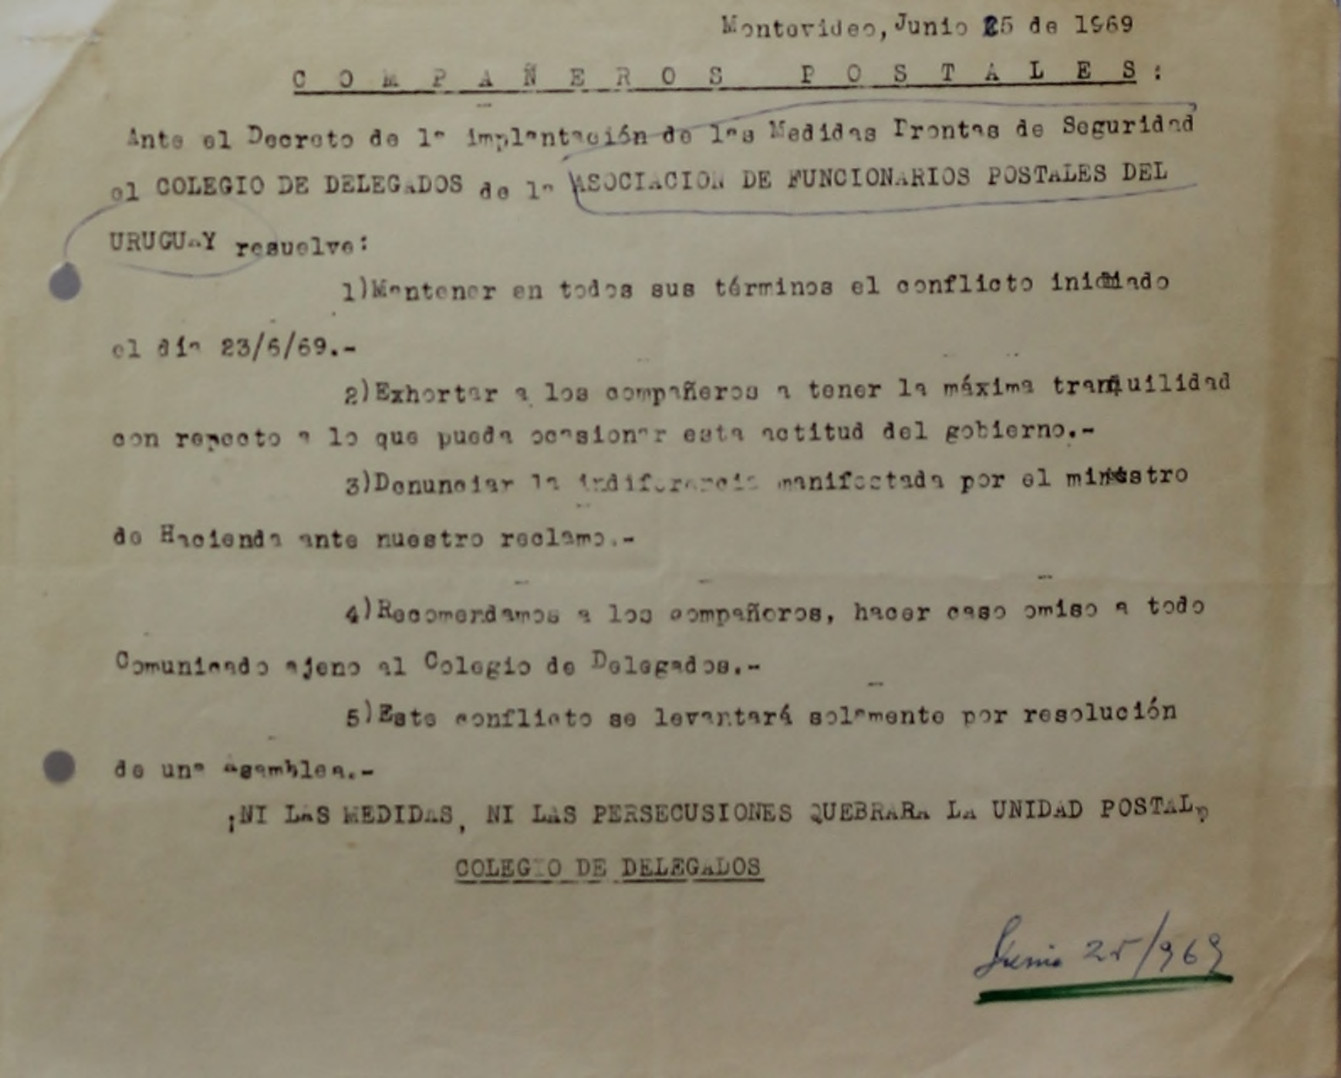 Montevideo, Junio 25 de 1969
C O M P A Ñ E R O S   P O S T A L E S :
Ante el Decreto de la implantación de las Medidas Prontas de Seguridad
el COLEGIO DE DELEGADOS de la ASOCIACION DE FUNCIONARIOS POSTALES DEL
URUGUAY resuelve:
1)Mantener en todos sus términos el conflicto iniciado
el día 23/6/69.-
2)Exhortar a los compañeros a tener la máxima tranquilidad
con repecto a lo que pueda ocasionar esta actitud del gobierno.-
3)Denunciar la indiferencia manifestada por el ministro
de Hacienda ante nuestro reclamo.-
4)Recomendamos a los compañeros, hacer caso omiso a todo
Comunicado ajeno al Colegio de Delegados.-
5)Este conflicto se levantará solamente por resolución
de una asamblea.-
¡NI LAS MEDIDAS, NI LAS PERSECUSIONES QUEBRARA LA UNIDAD POSTAL,
COLEGIO DE DELEGADOS
Junio 25/969